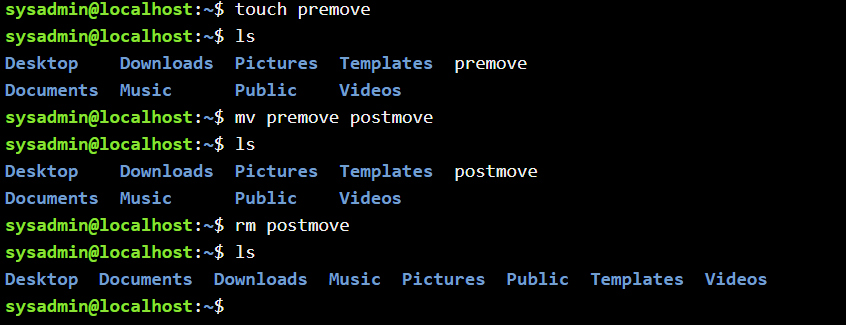 sysadmin@localhost:~$ touch premove
sysadmin@localhost:~$ ls
Desktop    Downloads  Pictures  Templates  premove
Documents  Music      Public    Videos
sysadmin@localhost:~$ mv premove postmove
sysadmin@localhost:~$ ls
Desktop    Downloads  Pictures  Templates  postmove
Documents  Music      Public    Videos
sysadmin@localhost:~$ rm postmove
sysadmin@localhost:~$ ls
Desktop  Documents  Downloads  Music  Pictures  Public  Templates  Videos
sysadmin@localhost:~$